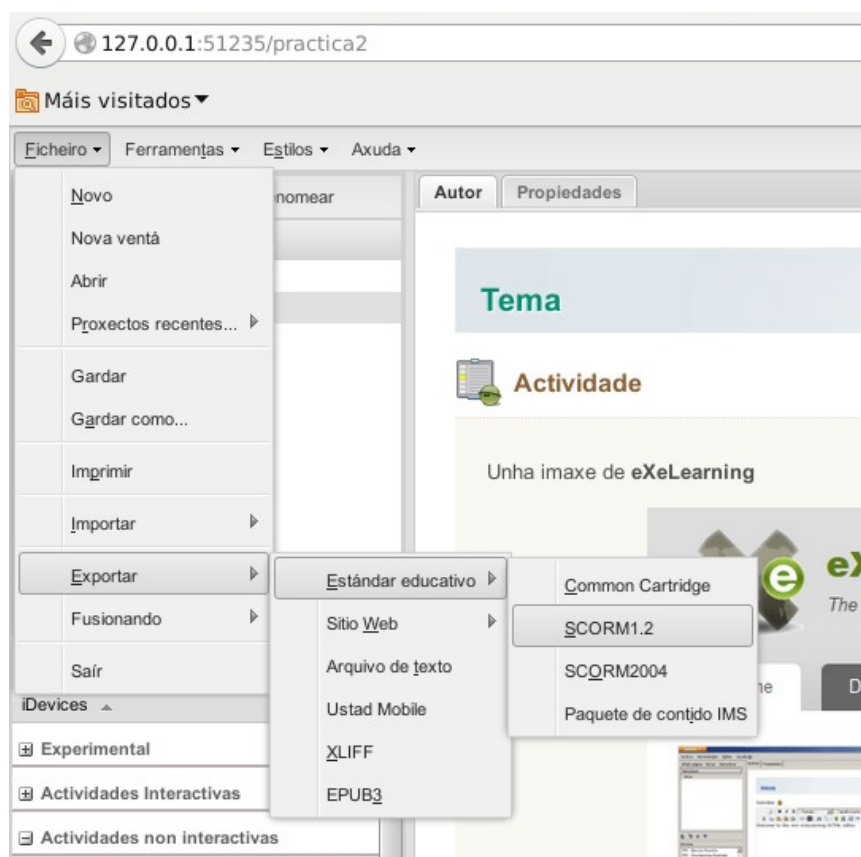 127.0.0.1:51235/practica2
Máis visitados
Ficheiro Ferramentas Estilos Axuda
Novo
Nova ventá
Abrir
Proxectos recentes...
Gardar
Gardar como...
Imprimir
Importar
Exportar
Fusionando
Saír
Estándar educativo
Sitio Web
Arquivo de texto
Ustad Mobile
XLIFF
EPUB3
Common Cartridge
SCORM1.2
SCORM2004
Paquete de contido IMS
iDevices
Experimental
Actividades Interactivas
Actividades non interactivas
Autor Propiedades
Tema
Actividade
Unha imaxe de eXeLearning
The